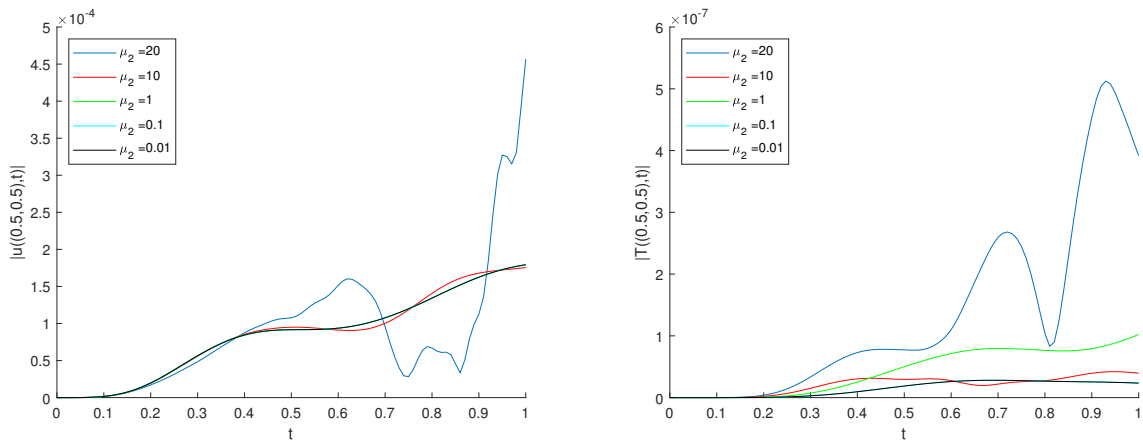 ×10⁻⁴
5
4.5
4
3.5
3
2.5
2
1.5
1
0.5
0
|u((0.5,0.5),t)|
μ₂ =20
μ₂ =10
μ₂ =1
μ₂ =0.1
μ₂ =0.01
0 0.1 0.2 0.3 0.4 0.5 0.6 0.7 0.8 0.9 1
t
×10⁻⁷
6
5
4
3
2
1
0
|T((0.5,0.5),t)|
μ₂ =20
μ₂ =10
μ₂ =1
μ₂ =0.1
μ₂ =0.01
0 0.1 0.2 0.3 0.4 0.5 0.6 0.7 0.8 0.9 1
t